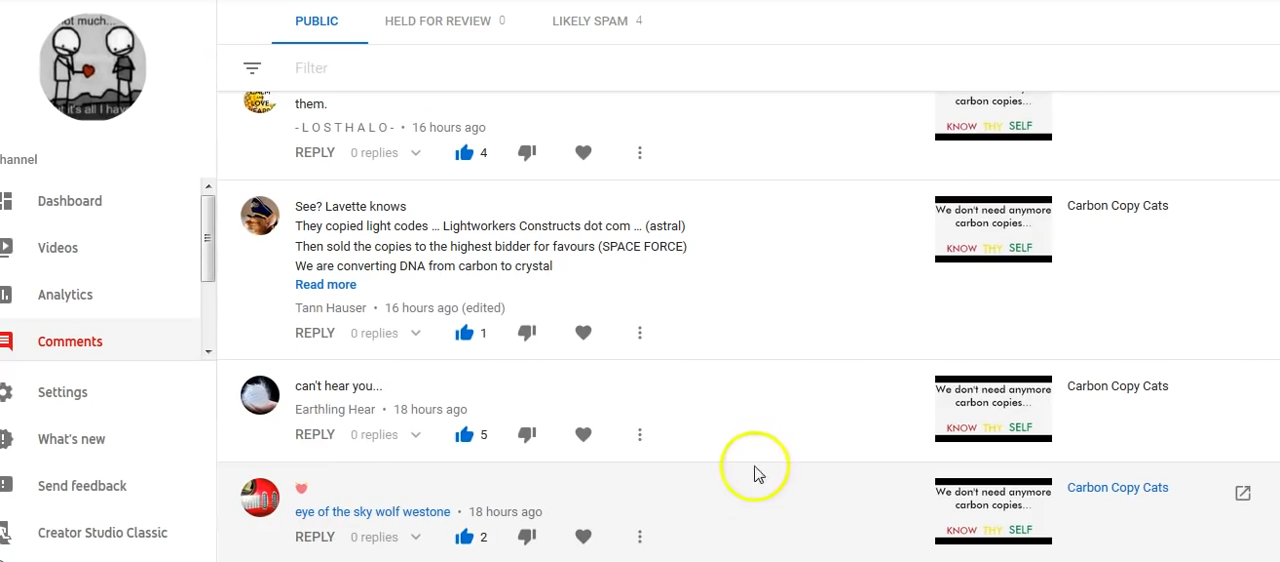 ot much...
t it's all I hav
hannel
Dashboard
Videos
Analytics
Comments
Settings
What's new
Send feedback
Creator Studio Classic
PUBLIC
HELD FOR REVIEW 0
LIKELY SPAM 4
Filter
them.
- L O S T H A L O - • 16 hours ago
REPLY 0 replies 4
carbon copies...
KNOW THY SELF
See? Lavette knows
They copied light codes ... Lightworkers Constructs dot com ... (astral)
Then sold the copies to the highest bidder for favours (SPACE FORCE)
We are converting DNA from carbon to crystal
Read more
Tann Hauser • 16 hours ago (edited)
REPLY 0 replies 1
We don't need anymore
carbon copies...
KNOW THY SELF
Carbon Copy Cats
can't hear you...
Earthling Hear • 18 hours ago
REPLY 0 replies 5
We don't need anymore
carbon copies...
KNOW THY SELF
Carbon Copy Cats
eye of the sky wolf westone • 18 hours ago
REPLY 0 replies 2
We don't need anymore
carbon copies...
KNOW THY SELF
Carbon Copy Cats